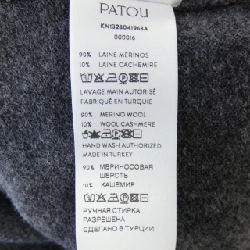 PATOU
000016
90% LAINE MERINOS
10% LAINE CACHEMIRE
LAVAGE MAIN AUTORISÉ
FABRIQUÉ EN TURQUIE
90% MERINO WOOL
10% WOOL CASHMERE
HAND WASH AUTHORIZED
MADE IN TURKEY
90% МЕРИНОСОВАЯ
ШЕРСТЬ
10% КАШЕМИР
РУЧНАЯ СТИРКА
РАЗРЕШЕНА
СДЕЛАНО В ТУРЦИИ